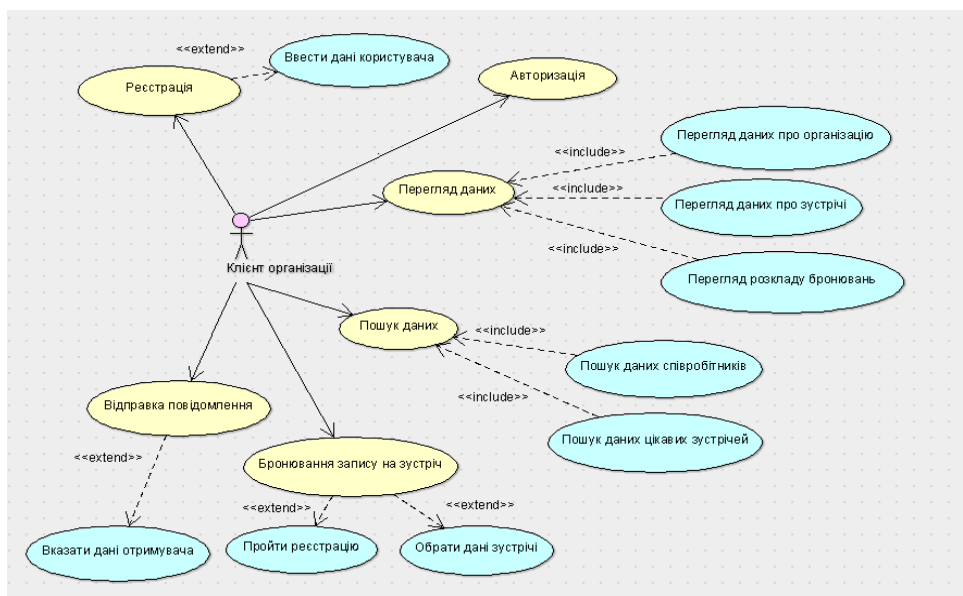 <<extend>>
Ввести дані користувача
Реєстрація
Авторизація
Перегляд даних про організацію
<<include>>
Перегляд даних
<<include>>
Перегляд даних про зустрічі
<<include>>
Перегляд розкладу бронювань
Клієнт організації
Пошук даних
<<include>>
Пошук даних співробітників
<<include>>
Пошук даних цікавих зустрічей
Відправка повідомлення
<<extend>>
Бронювання запису на зустріч
<<extend>>
<<extend>>
Вказати дані отримувача
Пройти реєстрацію
Обрати дані зустрічі